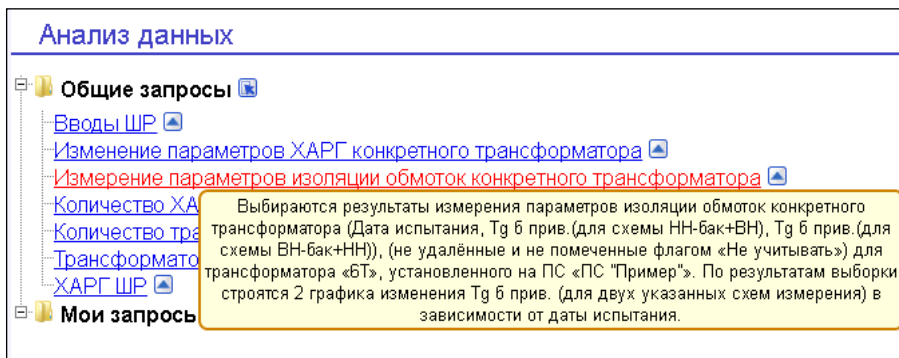 Анализ данных
Общие запросы
Вводы ШР
Изменение параметров ХАРГ конкретного трансформатора
Измерение параметров изоляции обмоток конкретного трансформатора
Количество ХА
Количество тра
Трансформато
ХАРГ ШР
Мои запросы
Выбираются результаты измерения параметров изоляции обмоток конкретного
трансформатора (Дата испытания, Tg б прив.(для схемы НН-бак+ВН), Tg б прив.(для
схемы ВН-бак+НН)), (не удалённые и не помеченные флагом «Не учитывать») для
трансформатора «6Т», установленного на ПС «ПС "Пример"». По результатам выборки
строятся 2 графика изменения Tg б прив. (для двух указанных схем измерения) в
зависимости от даты испытания.